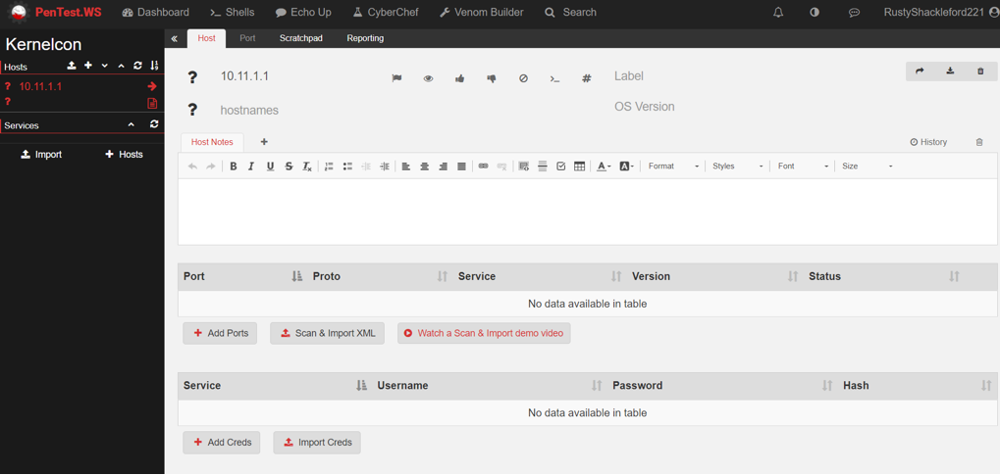 PenTest.WS Dashboard Shells Echo Up CyberChef Venom Builder Search RustyShackleford221
Kernelcon
Host Port Scratchpad Reporting
Hosts
? 10.11.1.1
?
Services
Import Hosts
? 10.11.1.1 Label
? hostnames OS Version
Host Notes + History
B I U S Tx A A Format Styles Font Size
Port Proto Service Version Status
No data available in table
+ Add Ports Scan & Import XML Watch a Scan & Import demo video
Service Username Password Hash
No data available in table
+ Add Creds Import Creds